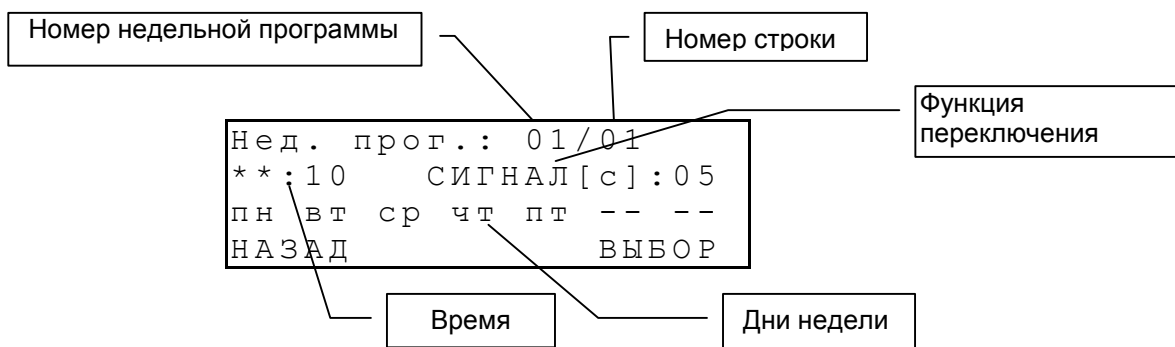 Номер недельной программы
Номер строки
Функция
переключения
Нед. прог.: 01/01
**:10 СИГНАЛ[с]:05
пн вт ср чт пт -- --
НАЗАД ВЫБОР
Время
Дни недели